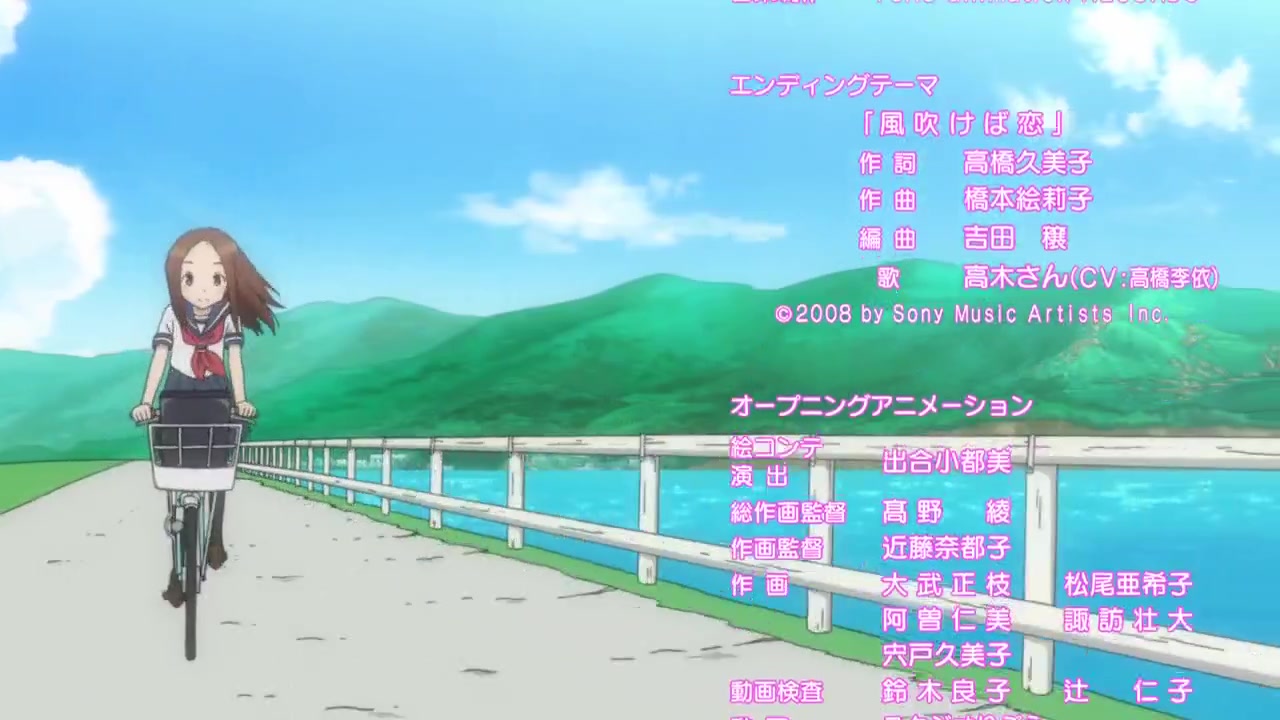 エンディングテーマ
「風吹けば恋」
作詞 高橋久美子
作曲 橋本絵莉子
編曲 吉田 穣
歌 高木さん(CV:高橋李依)
©2008 by Sony Music Artists Inc.
オープニングアニメーション
絵コンテ
演出 出合小都美
総作画監督 髙野 綾
作画監督 近藤奈都子
作画 大武正枝 松尾亜希子
阿曽仁美 諏訪壮大
宍戸久美子
動画検査 鈴木良子 辻 仁子